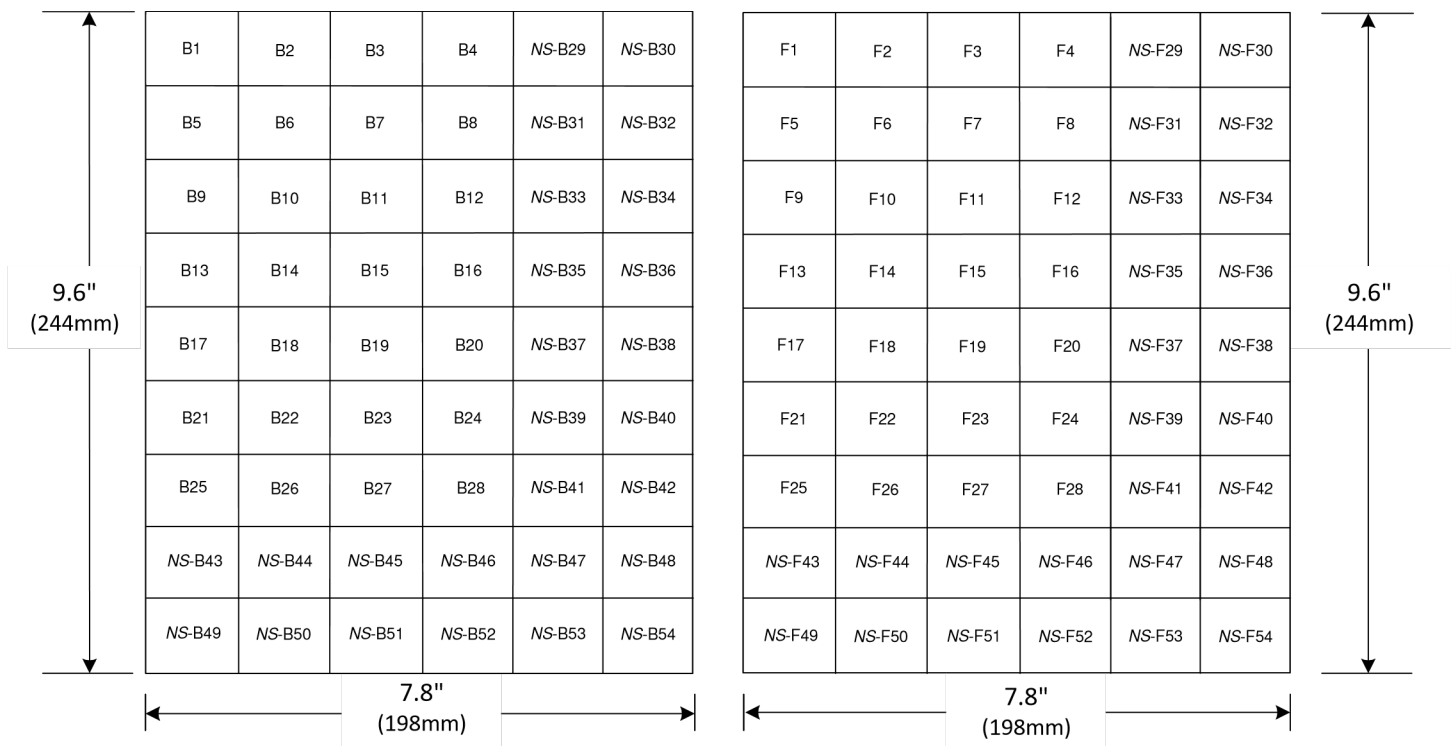 B1 B2 B3 B4 NS-B29 NS-B30
B5 B6 B7 B8 NS-B31 NS-B32
B9 B10 B11 B12 NS-B33 NS-B34
B13 B14 B15 B16 NS-B35 NS-B36
B17 B18 B19 B20 NS-B37 NS-B38
B21 B22 B23 B24 NS-B39 NS-B40
B25 B26 B27 B28 NS-B41 NS-B42
NS-B43 NS-B44 NS-B45 NS-B46 NS-B47 NS-B48
NS-B49 NS-B50 NS-B51 NS-B52 NS-B53 NS-B54
9.6"
(244mm)
7.8"
(198mm)
F1 F2 F3 F4 NS-F29 NS-F30
F5 F6 F7 F8 NS-F31 NS-F32
F9 F10 F11 F12 NS-F33 NS-F34
F13 F14 F15 F16 NS-F35 NS-F36
F17 F18 F19 F20 NS-F37 NS-F38
F21 F22 F23 F24 NS-F39 NS-F40
F25 F26 F27 F28 NS-F41 NS-F42
NS-F43 NS-F44 NS-F45 NS-F46 NS-F47 NS-F48
NS-F49 NS-F50 NS-F51 NS-F52 NS-F53 NS-F54
9.6"
(244mm)
7.8"
(198mm)